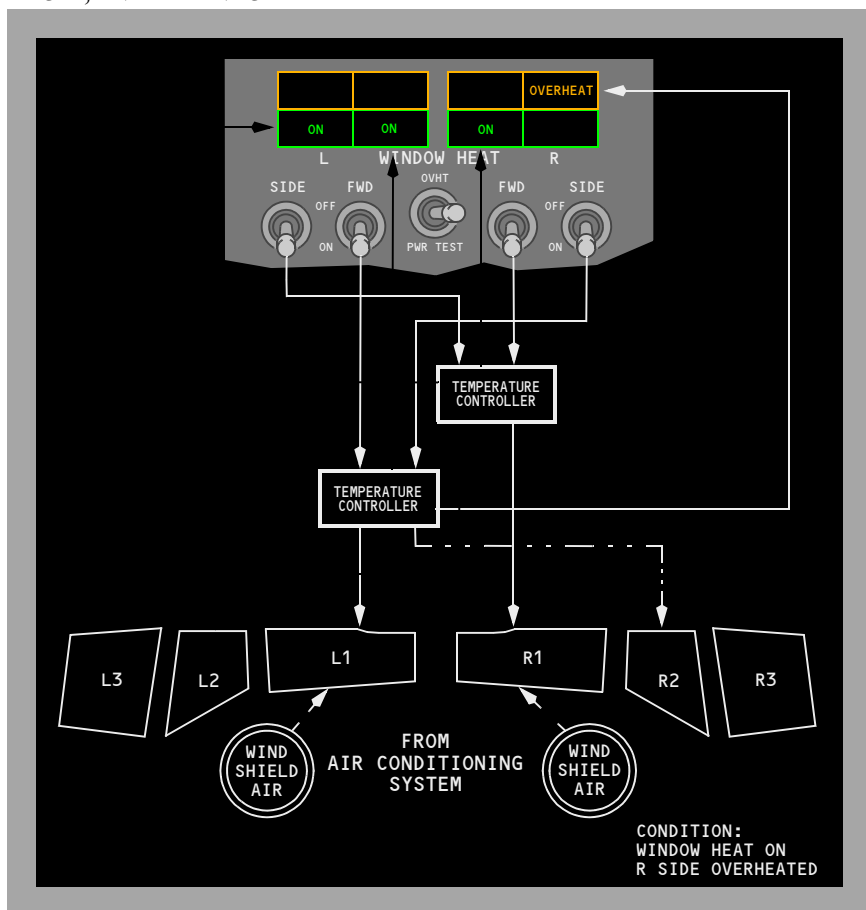 OVERHEAT
ON ON ON
L WINDOW HEAT R
OVHT
SIDE FWD FWD SIDE
OFF OFF
ON PWR TEST ON
TEMPERATURE
CONTROLLER
TEMPERATURE
CONTROLLER
L3 L2 L1 R1 R2 R3
WIND
SHIELD
AIR
FROM
AIR CONDITIONING
SYSTEM
WIND
SHIELD
AIR
CONDITION:
WINDOW HEAT ON
R SIDE OVERHEATED